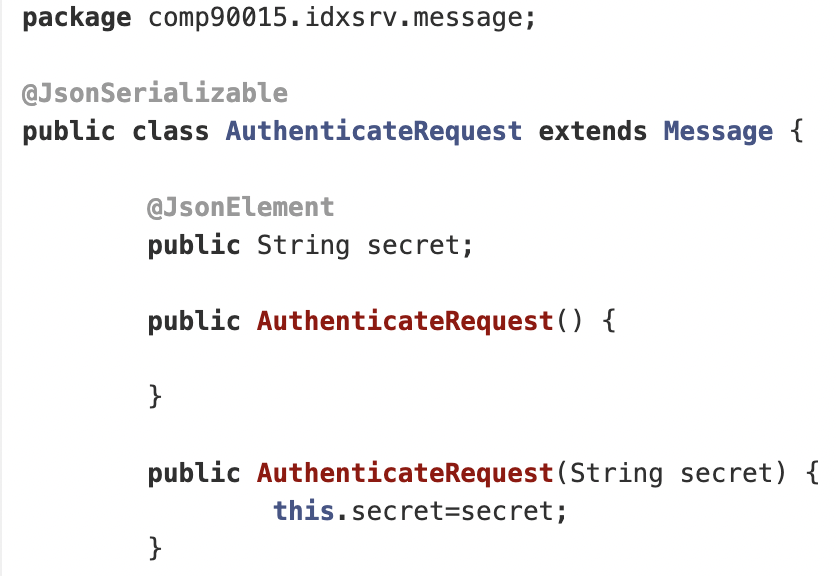 package comp90015.idxsrv.message;
@JsonSerializable
public class AuthenticateRequest extends Message {
@JsonElement
public String secret;
public AuthenticateRequest() {
}
public AuthenticateRequest(String secret) {
this.secret=secret;
}